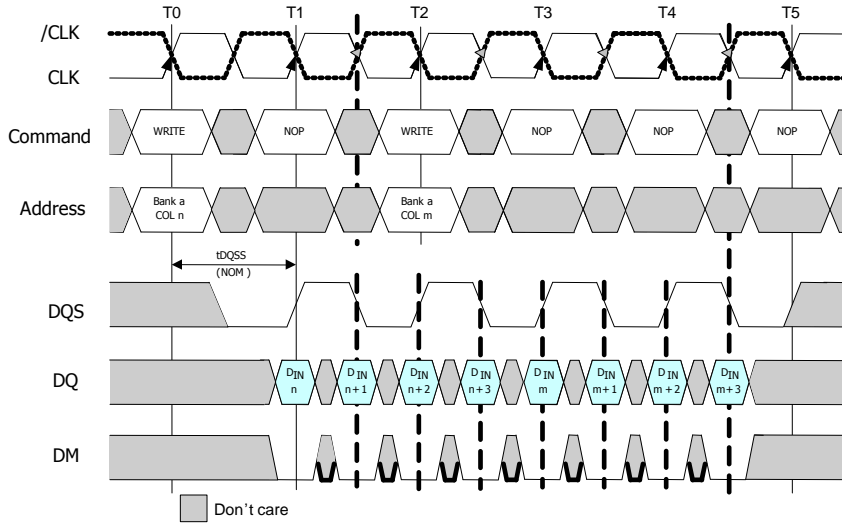 T0 T1 T2 T3 T4 T5
/CLK
CLK
Command WRITE NOP WRITE NOP NOP NOP
Address Bank a COL n Bank a COL m
tDQSS
(NOM )
DQS
DQ DIN n DIN n+1 DIN n+2 DIN n+3 DIN m DIN m+1 DIN m+2 DIN m+3
DM
Don't care